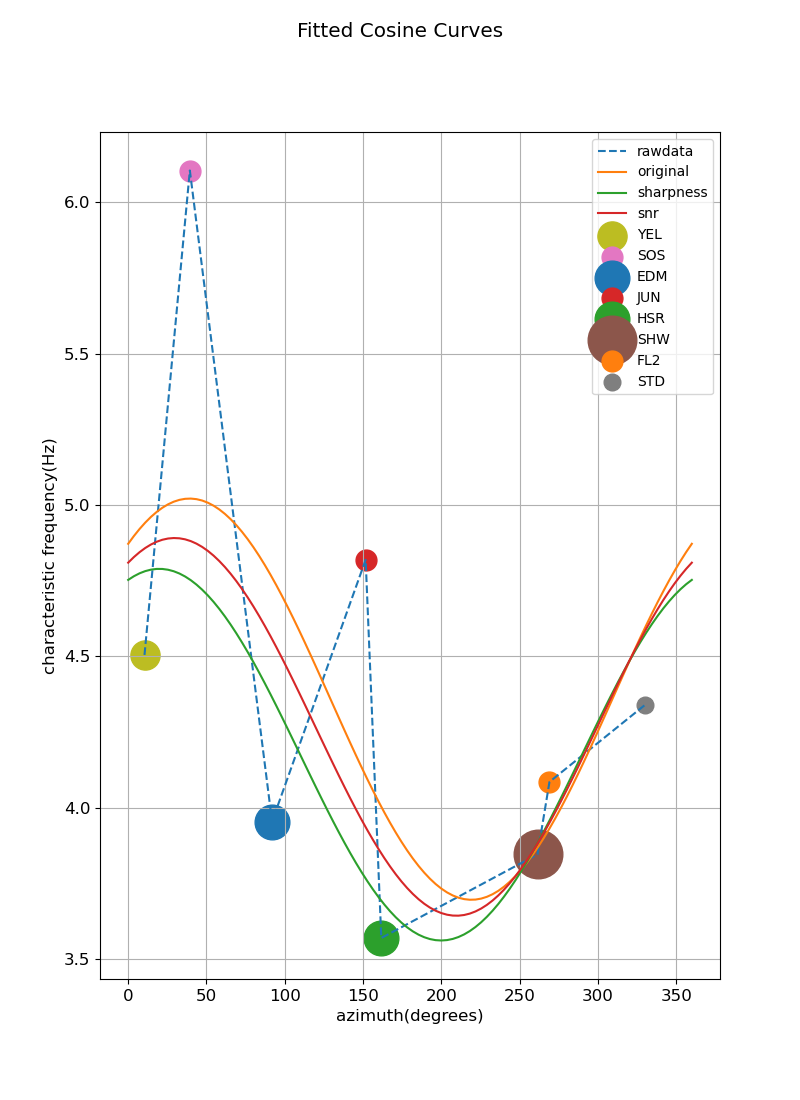 Fitted Cosine Curves
rawdata
original
sharpness
snr
YEL
SOS
EDM
JUN
HSR
SHW
FL2
STD
characteristic frequency(Hz)
6.0
5.5
5.0
4.5
4.0
3.5
0 50 100 150 200 250 300 350
azimuth(degrees)